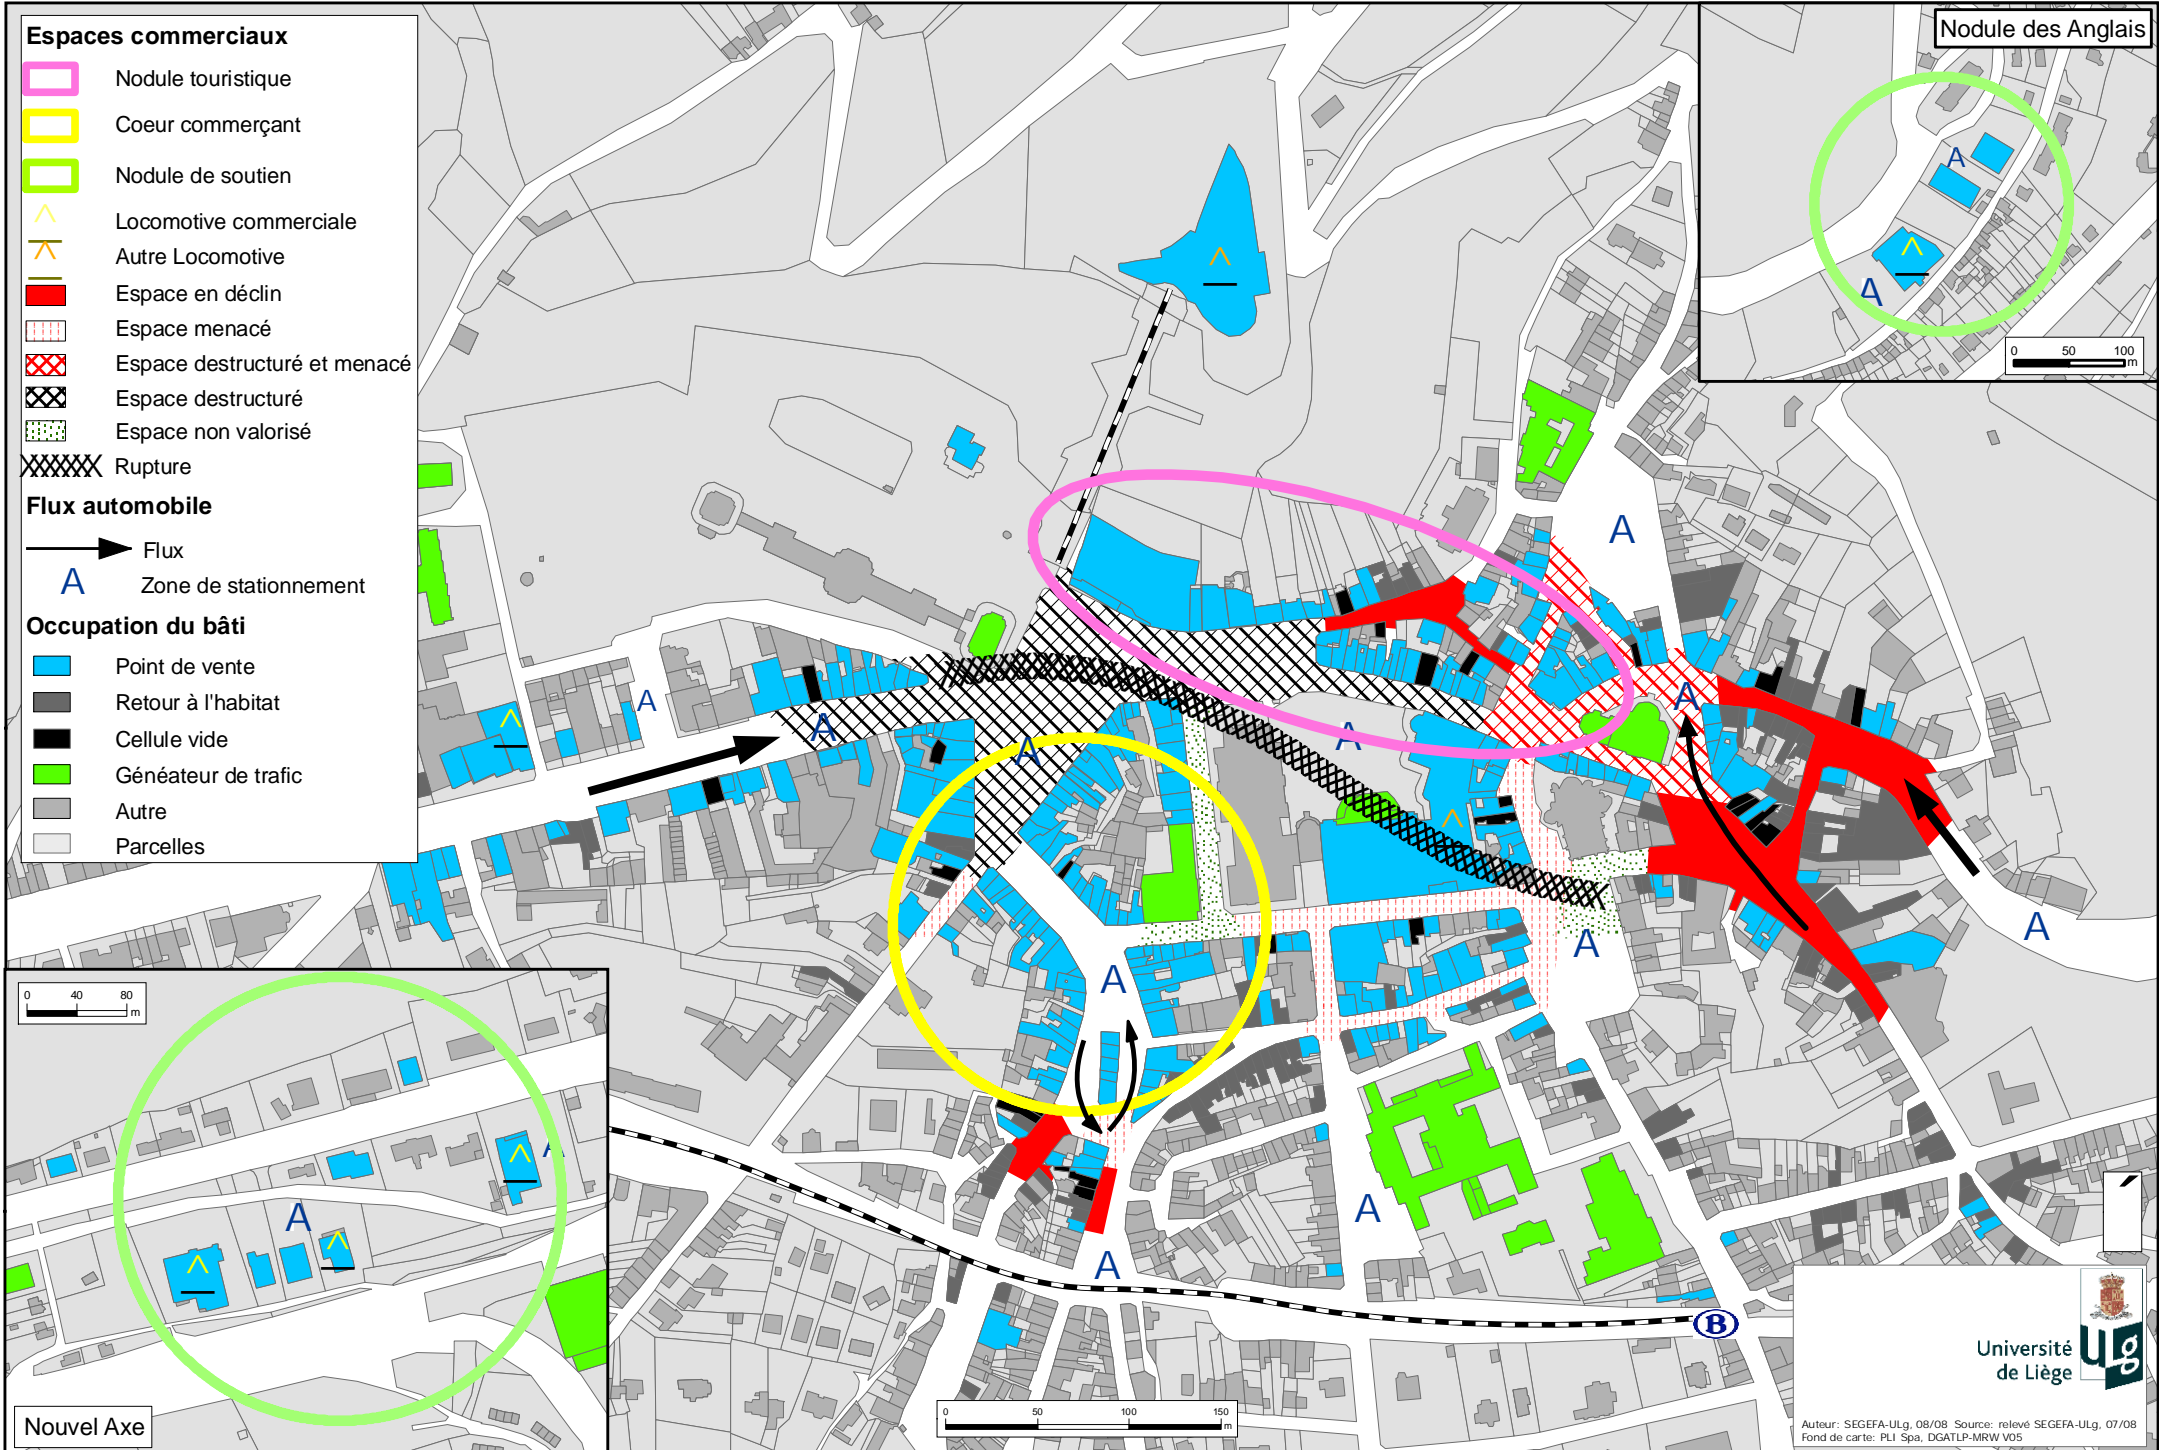 Espaces commerciaux
Nodule touristique
Coeur commerçant
Nodule de soutien
Locomotive commerciale
Autre Locomotive
Espace en déclin
Espace menacé
Espace destructuré et menacé
Espace destructuré
Espace non valorisé
Rupture
Flux automobile
Flux
A Zone de stationnement
Occupation du bâti
Point de vente
Retour à l'habitat
Cellule vide
Généateur de trafic
Autre
Parcelles
Nodule des Anglais
A
A
0 50 100
m
A
A
A
A
A
A
A
A
A
A
A
A
B
0 40 80
m
A
A
Nouvel Axe
0 50 100 150
m
Université
de Liège
ULg
Auteur: SEGEFA-ULg, 08/08 Source: relevé SEGEFA-ULg, 07/08
Fond de carte: PLI Spa, DGATLP-MRW V05